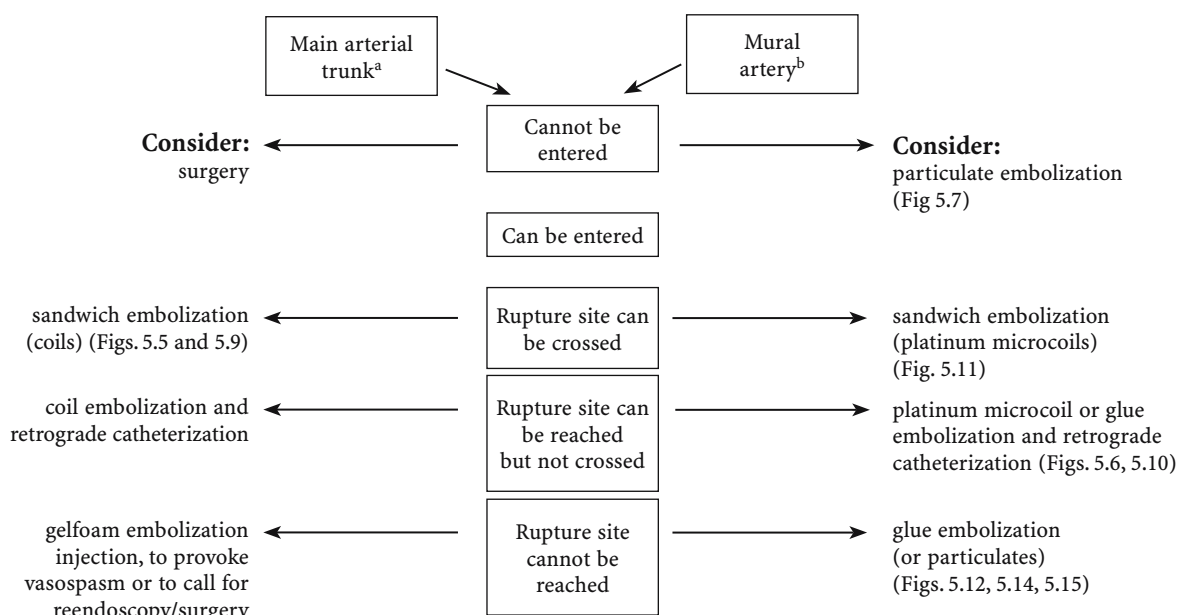 Main arterial
trunkᵃ
Mural
arteryᵇ
Cannot be
entered
Consider:
surgery
Consider:
particulate embolization
(Fig 5.7)
Can be entered
sandwich embolization
(coils) (Figs. 5.5 and 5.9)
Rupture site can
be crossed
sandwich embolization
(platinum microcoils)
(Fig. 5.11)
coil embolization and
retrograde catheterization
Rupture site can
be reached
but not crossed
platinum microcoil or glue
embolization and retrograde
catheterization (Figs. 5.6, 5.10)
gelfoam embolization
injection, to provoke
vasospasm or to call for
reendoscopy/surgery
Rupture site
cannot be
reached
glue embolization
(or particulates)
(Figs. 5.12, 5.14, 5.15)